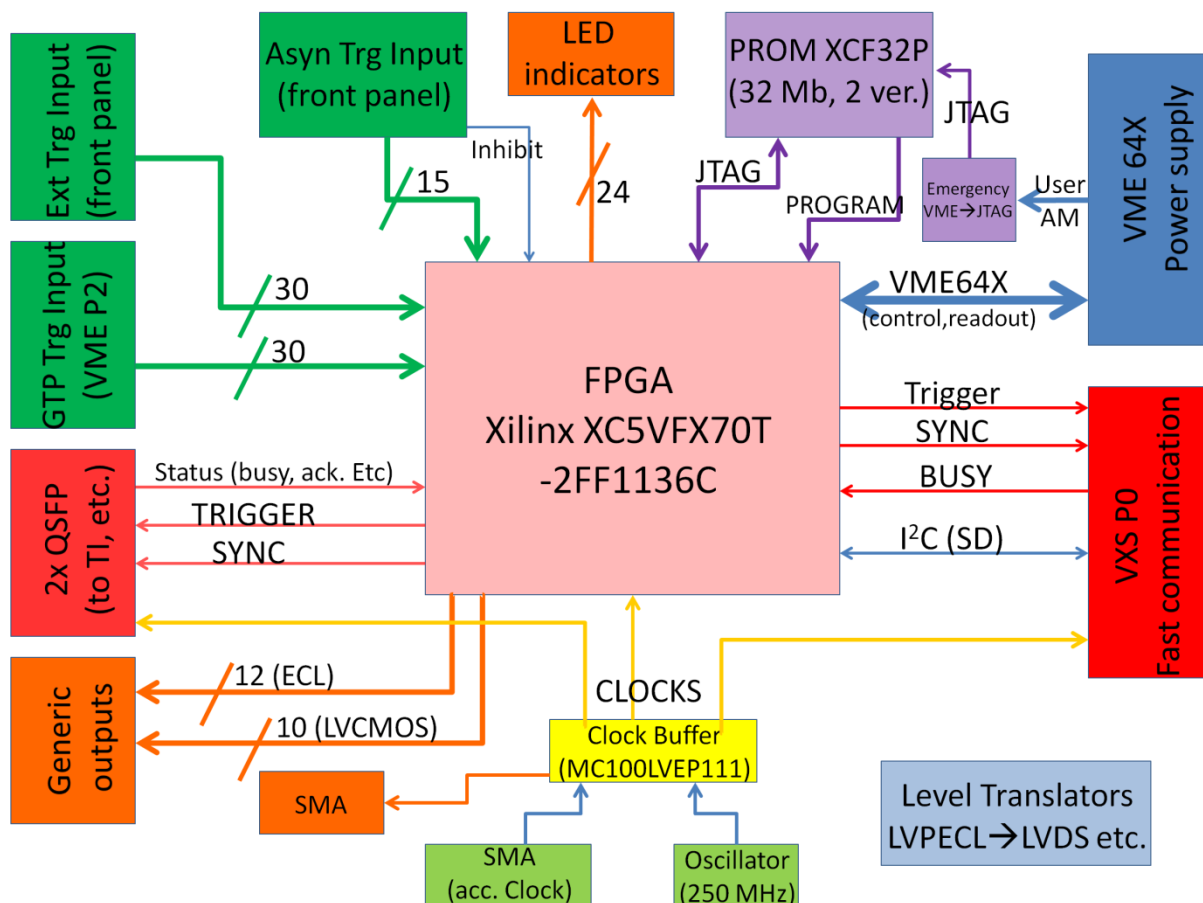 Ext Trg Input
(front panel)
Asyn Trg Input
(front panel)
LED
indicators
PROM XCF32P
(32 Mb, 2 ver.)
JTAG
VME 64X
Power supply
Inhibit
15
24
JTAG
PROGRAM
Emergency
VME→JTAG
User
AM
GTP Trg Input
(VME P2)
30
30
VME64X
(control,readout)
FPGA
Xilinx XC5VFX70T
-2FF1136C
Trigger
SYNC
BUSY
I²C (SD)
VXS P0
Fast communication
2x QSFP
(to TI, etc.)
Status (busy, ack. Etc)
TRIGGER
SYNC
Generic
outputs
12 (ECL)
10 (LVCMOS)
CLOCKS
Clock Buffer
(MC100LVEP111)
SMA
SMA
(acc. Clock)
Oscillator
(250 MHz)
Level Translators
LVPECL→LVDS etc.